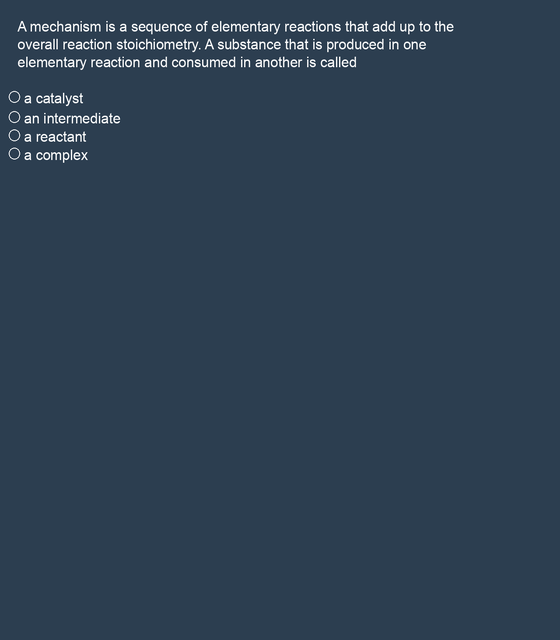 A mechanism is a sequence of elementary reactions that add up to the
overall reaction stoichiometry. A substance that is produced in one
elementary reaction and consumed in another is called
a catalyst
an intermediate
a reactant
a complex